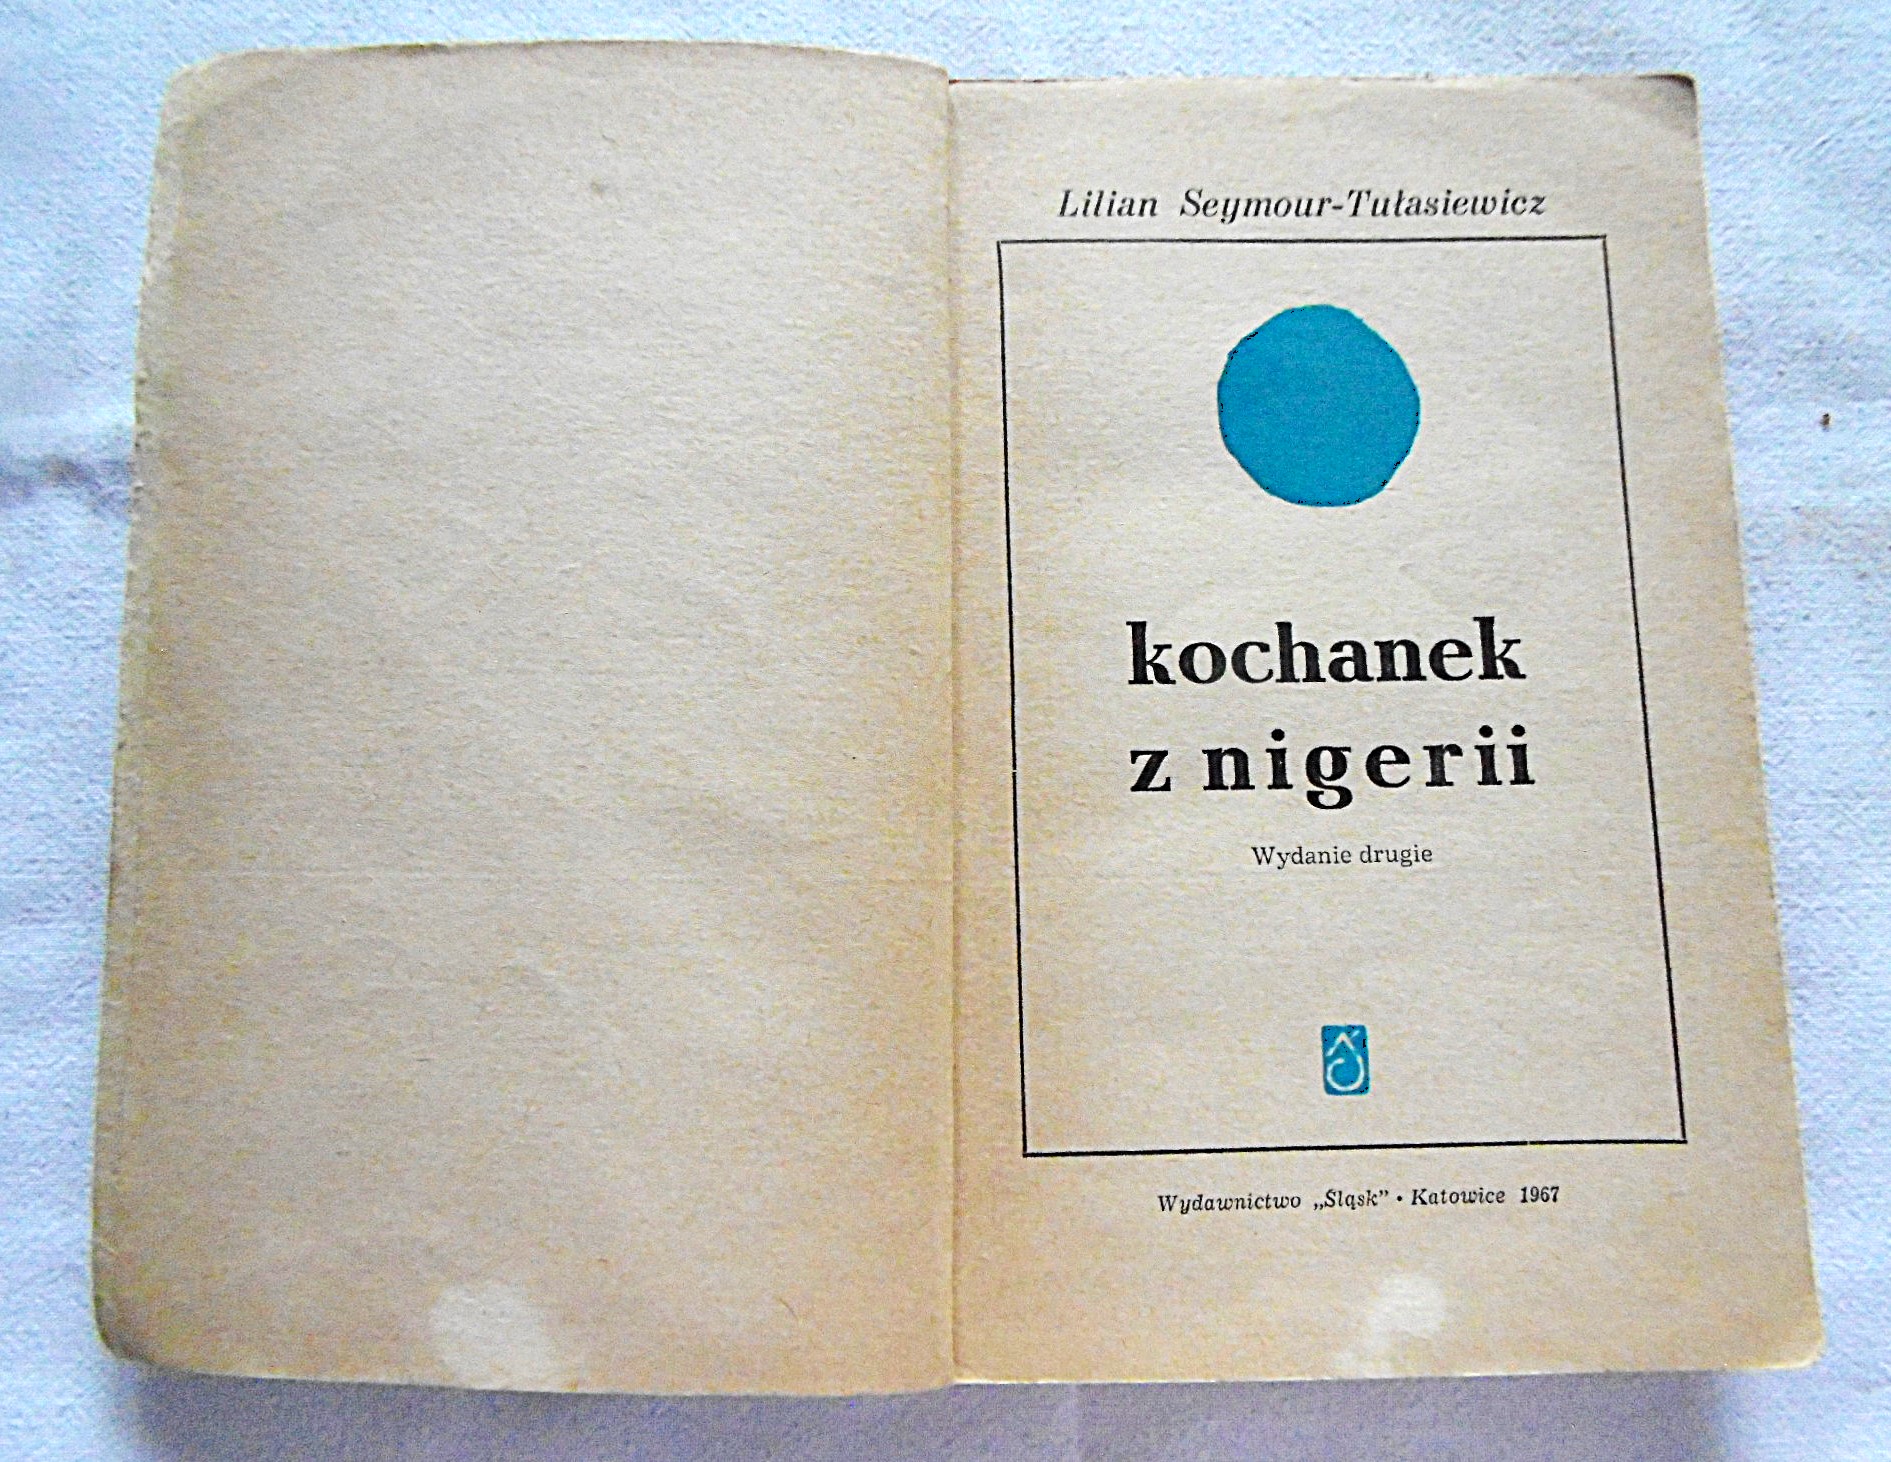 Lilian Seymour-Tułasiewicz
kochanek
z nigerii
Wydanie drugie
Wydawnictwo „Śląsk” • Katowice 1967